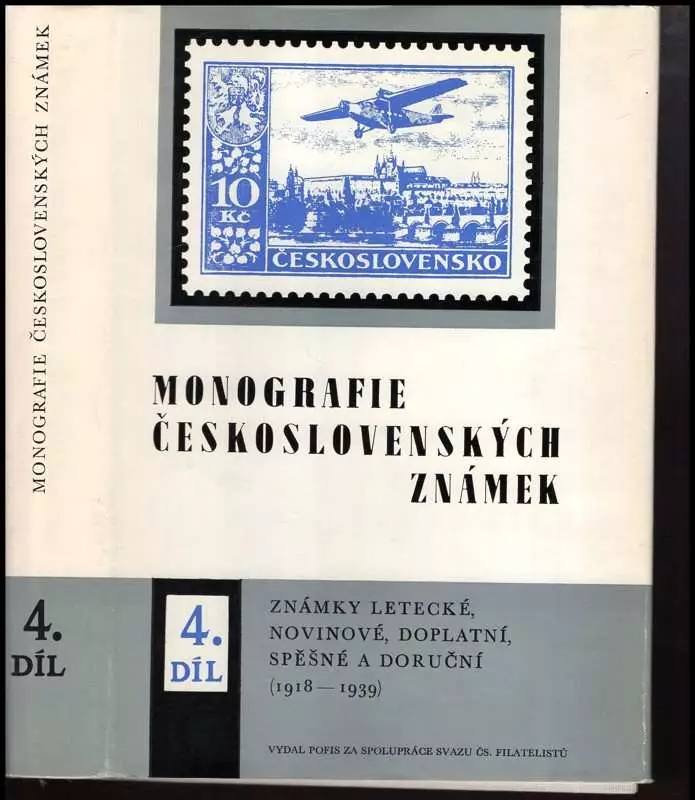 MONOGRAFIE ČESKOSLOVENSKÝCH ZNÁMEK
4.
DÍL
10
Kč
ČESKOSLOVENSKO
MONOGRAFIE
ČESKOSLOVENSKÝCH
ZNÁMEK
4.
DÍL
ZNÁMKY LETECKÉ,
NOVINOVÉ, DOPLATNÍ,
SPĚŠNÉ A DORUČNÍ
(1918—1939)
VYDAL POFIS ZA SPOLUPRÁCE SVAZU ČS. FILATELISTŮ